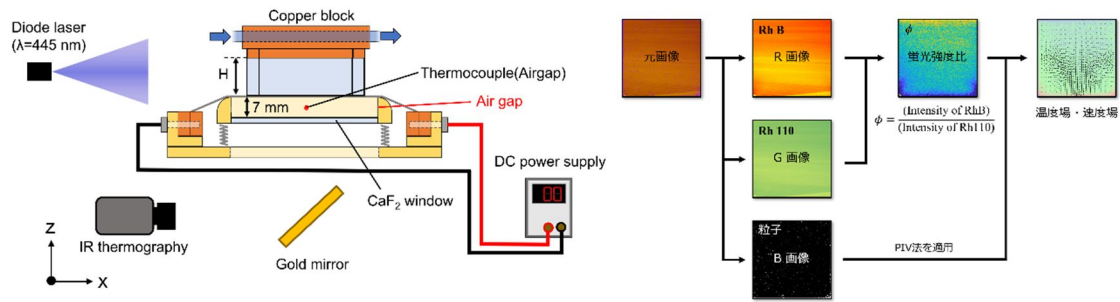 Diode laser
(λ=445 nm)
Copper block
H
7 mm
Thermocouple(Airgap)
Air gap
DC power supply
00
CaF₂ window
IR thermography
Gold mirror
Z
X
元画像
Rh B
R 画像
Rh 110
G 画像
粒子
B 画像
ϕ
蛍光強度比
ϕ = (Intensity of RhB) / (Intensity of Rh110)
PIV法を適用
温度場・速度場